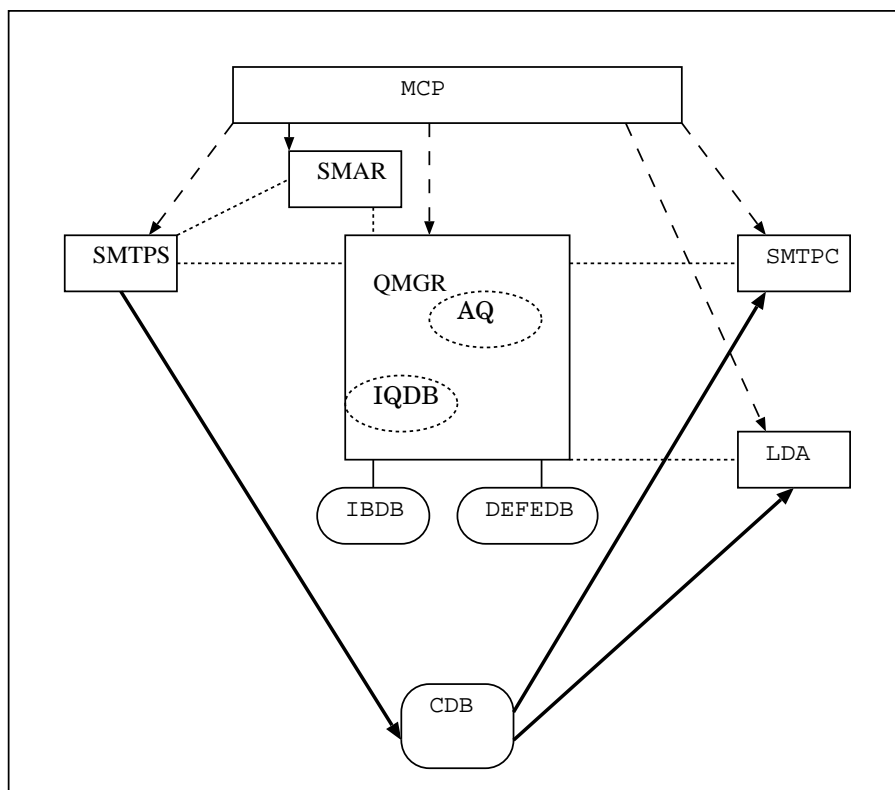 MCP
SMAR
SMTPS
SMTPC
QMGR
AQ
IQDB
LDA
IBDB
DEFEDB
CDB